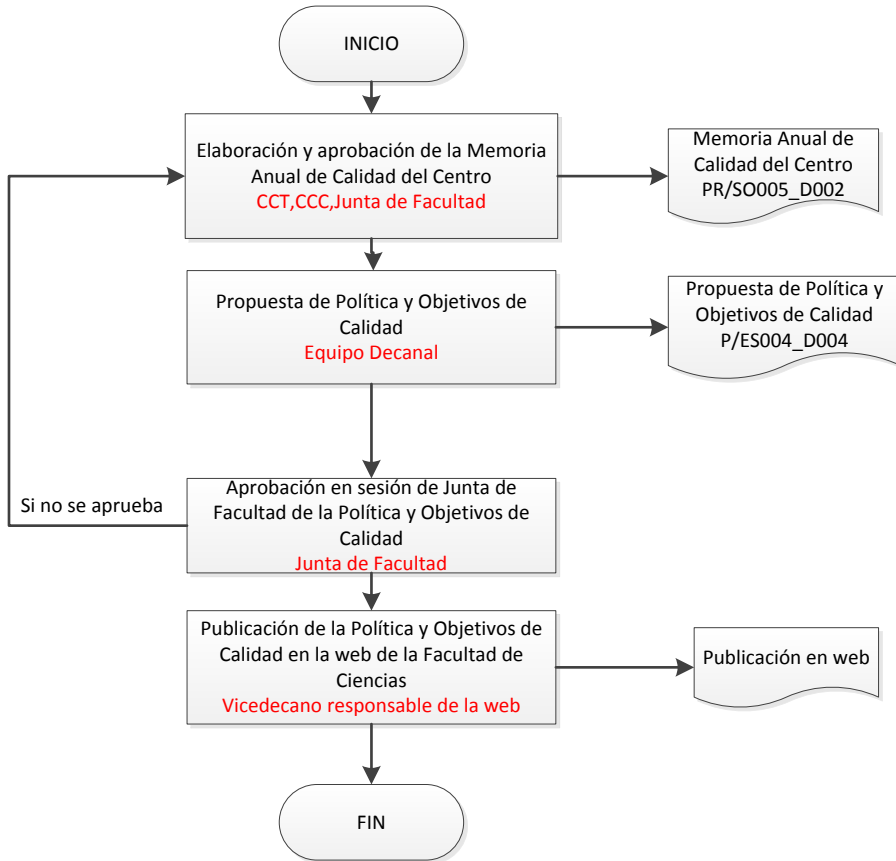 INICIO
Elaboración y aprobación de la Memoria
Anual de Calidad del Centro
CCT,CCC,Junta de Facultad
Memoria Anual de
Calidad del Centro
PR/SO005_D002
Propuesta de Política y Objetivos de
Calidad
Equipo Decanal
Propuesta de Política y
Objetivos de Calidad
P/ES004_D004
Si no se aprueba
Aprobación en sesión de Junta de
Facultad de la Política y Objetivos de
Calidad
Junta de Facultad
Publicación de la Política y Objetivos de
Calidad en la web de la Facultad de
Ciencias
Vicedecano responsable de la web
Publicación en web
FIN